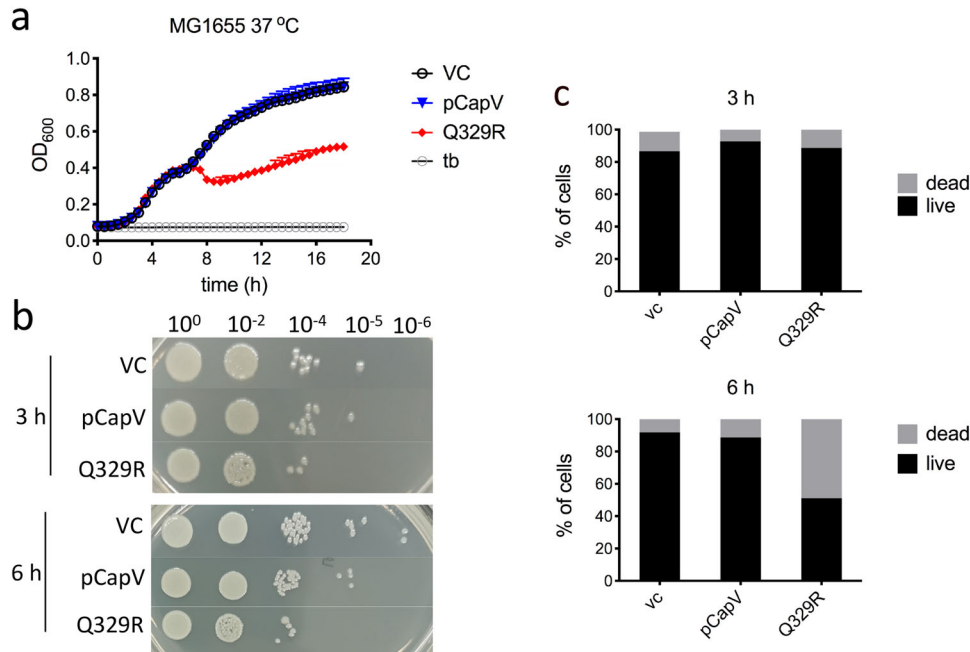 a
MG1655 37 °C
1.0
0.8
0.6
0.4
0.2
0.0
OD600
0 4 8 12 16 20
time (h)
VC
pCapV
Q329R
tb
b
10⁰ 10⁻² 10⁻⁴ 10⁻⁵ 10⁻⁶
3 h
VC
pCapV
Q329R
6 h
VC
pCapV
Q329R
c
3 h
100
80
60
40
20
0
% of cells
vc pCapV Q329R
dead
live
6 h
100
80
60
40
20
0
% of cells
vc pCapV Q329R
dead
live